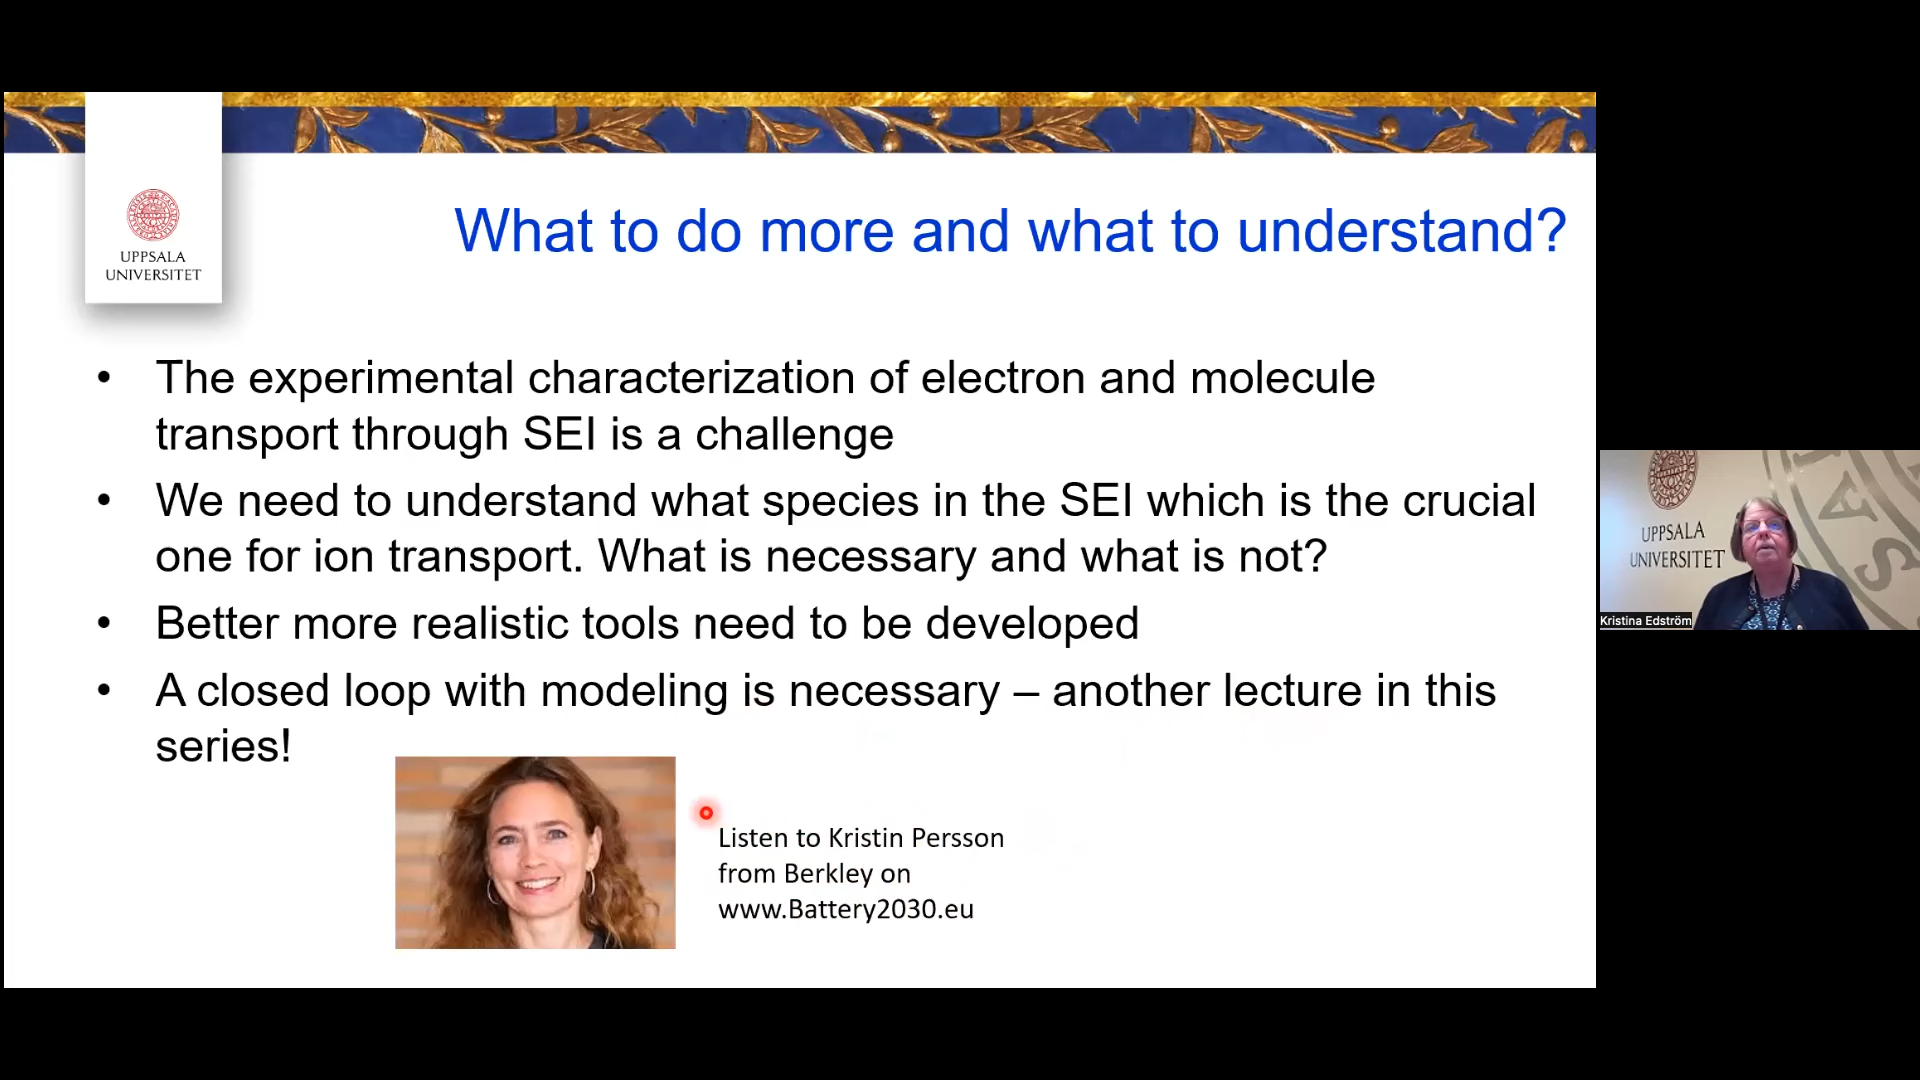 UPPSALA
UNIVERSITET
What to do more and what to understand?
• The experimental characterization of electron and molecule
transport through SEI is a challenge
• We need to understand what species in the SEI which is the crucial
one for ion transport. What is necessary and what is not?
• Better more realistic tools need to be developed
• A closed loop with modeling is necessary – another lecture in this
series!
Listen to Kristin Persson
from Berkley on
www.Battery2030.eu
UPPSALA
UNIVERSITET
Kristina Edström